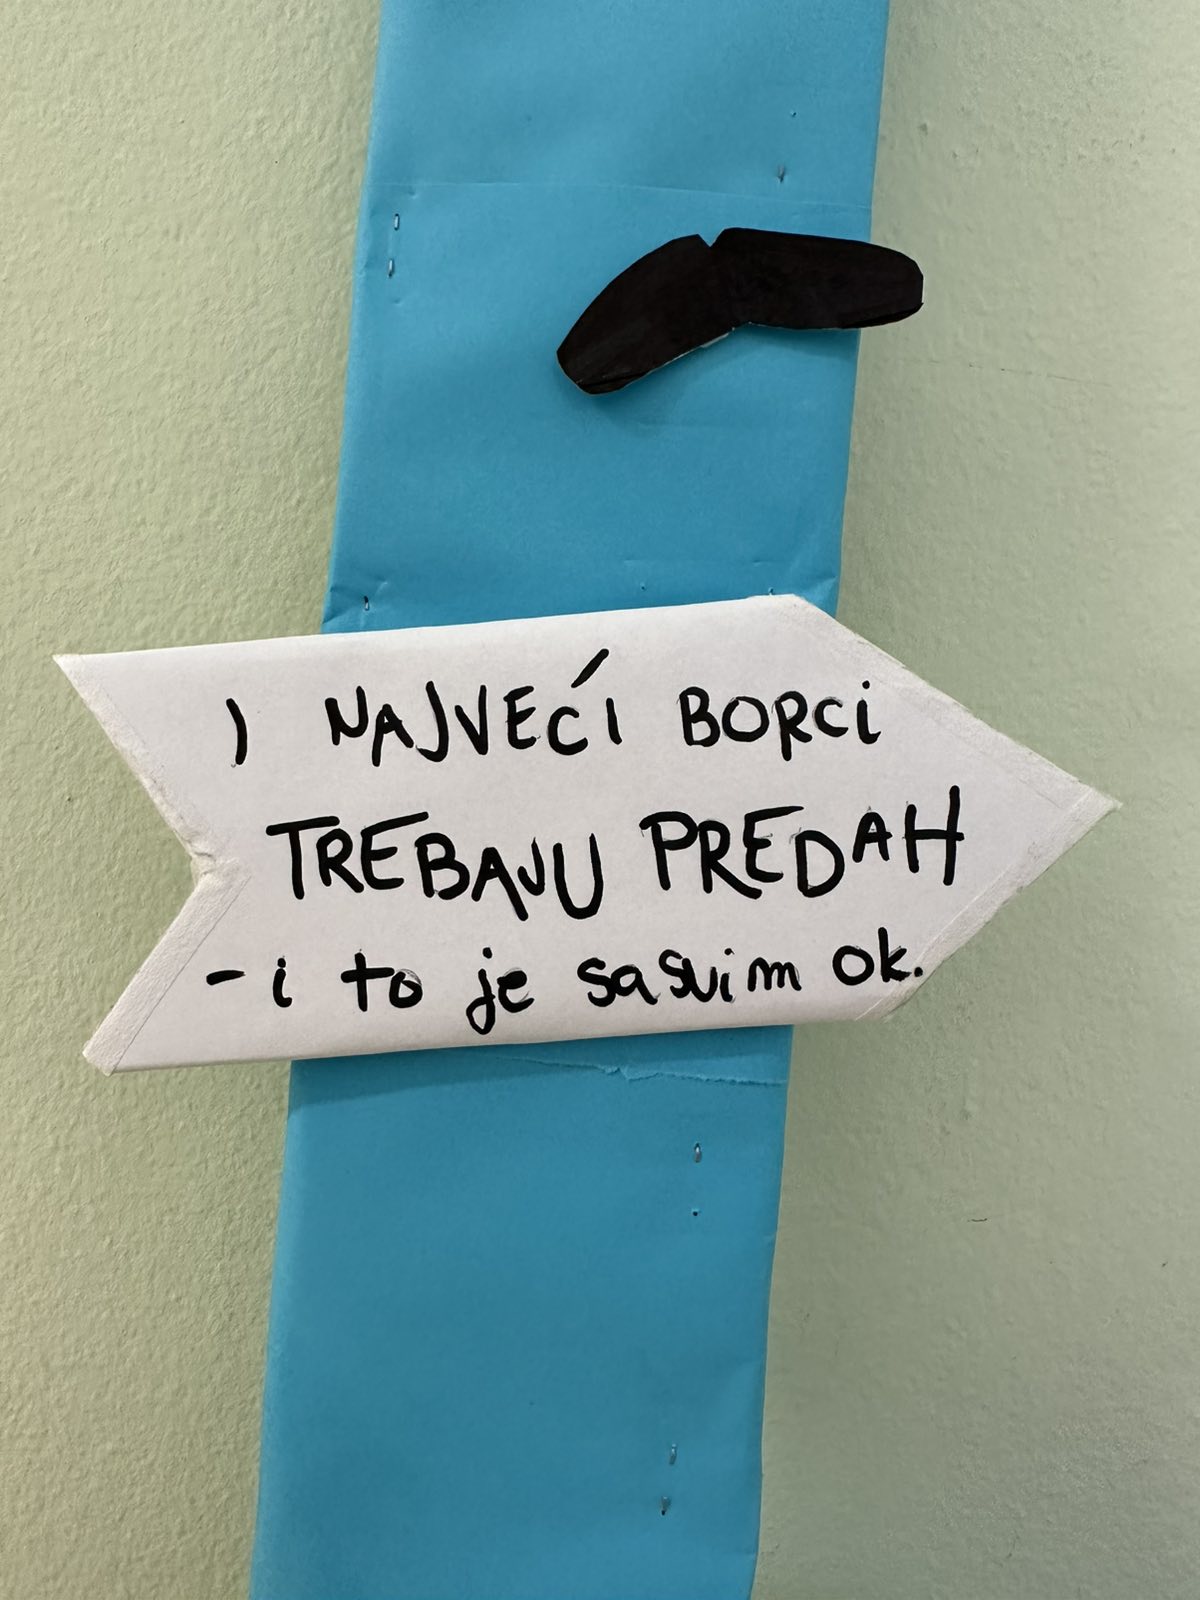 I NAJVEĆI BORCI
TREBAJU PREDAH
- i to je sasvim ok.